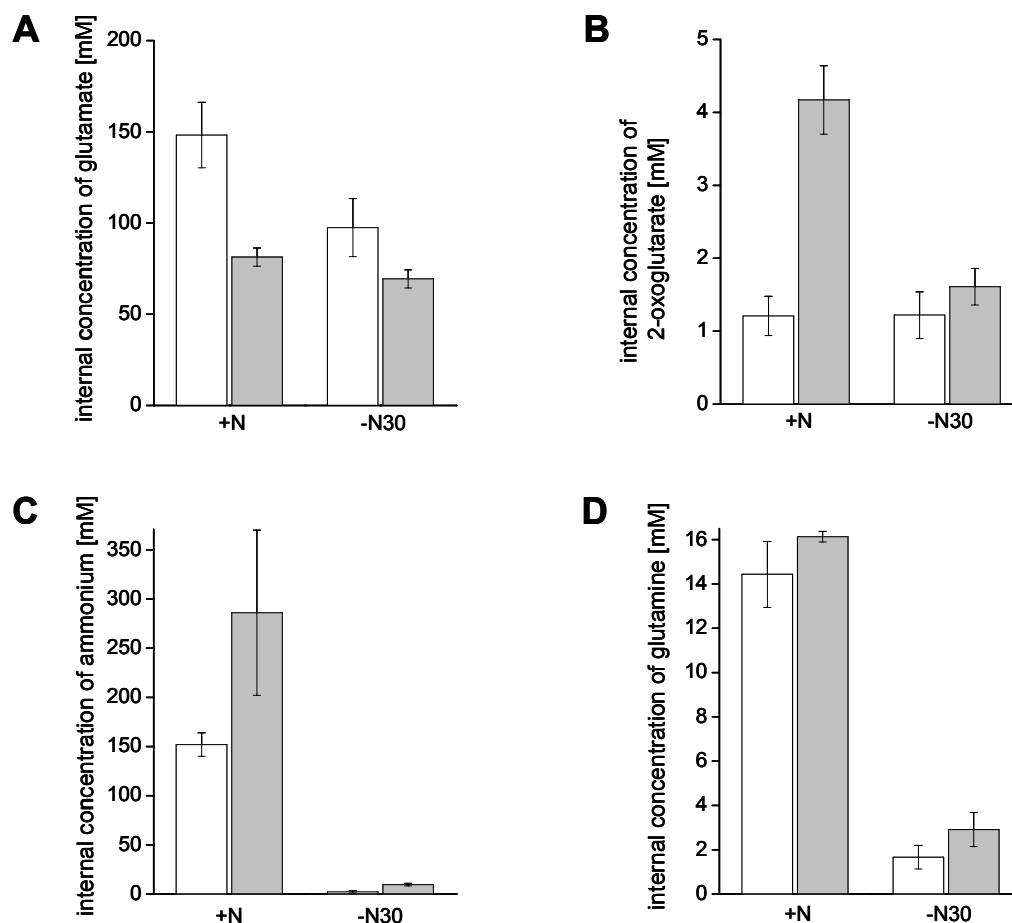 A
internal concentration of glutamate [mM]
200
150
100
50
0
+N
-N30
B
internal concentration of
2-oxoglutarate [mM]
5
4
3
2
1
0
+N
-N30
C
internal concentration of ammonium [mM]
350
300
250
200
150
100
50
0
+N
-N30
D
internal concentration of glutamine [mM]
16
14
12
10
8
6
4
2
0
+N
-N30